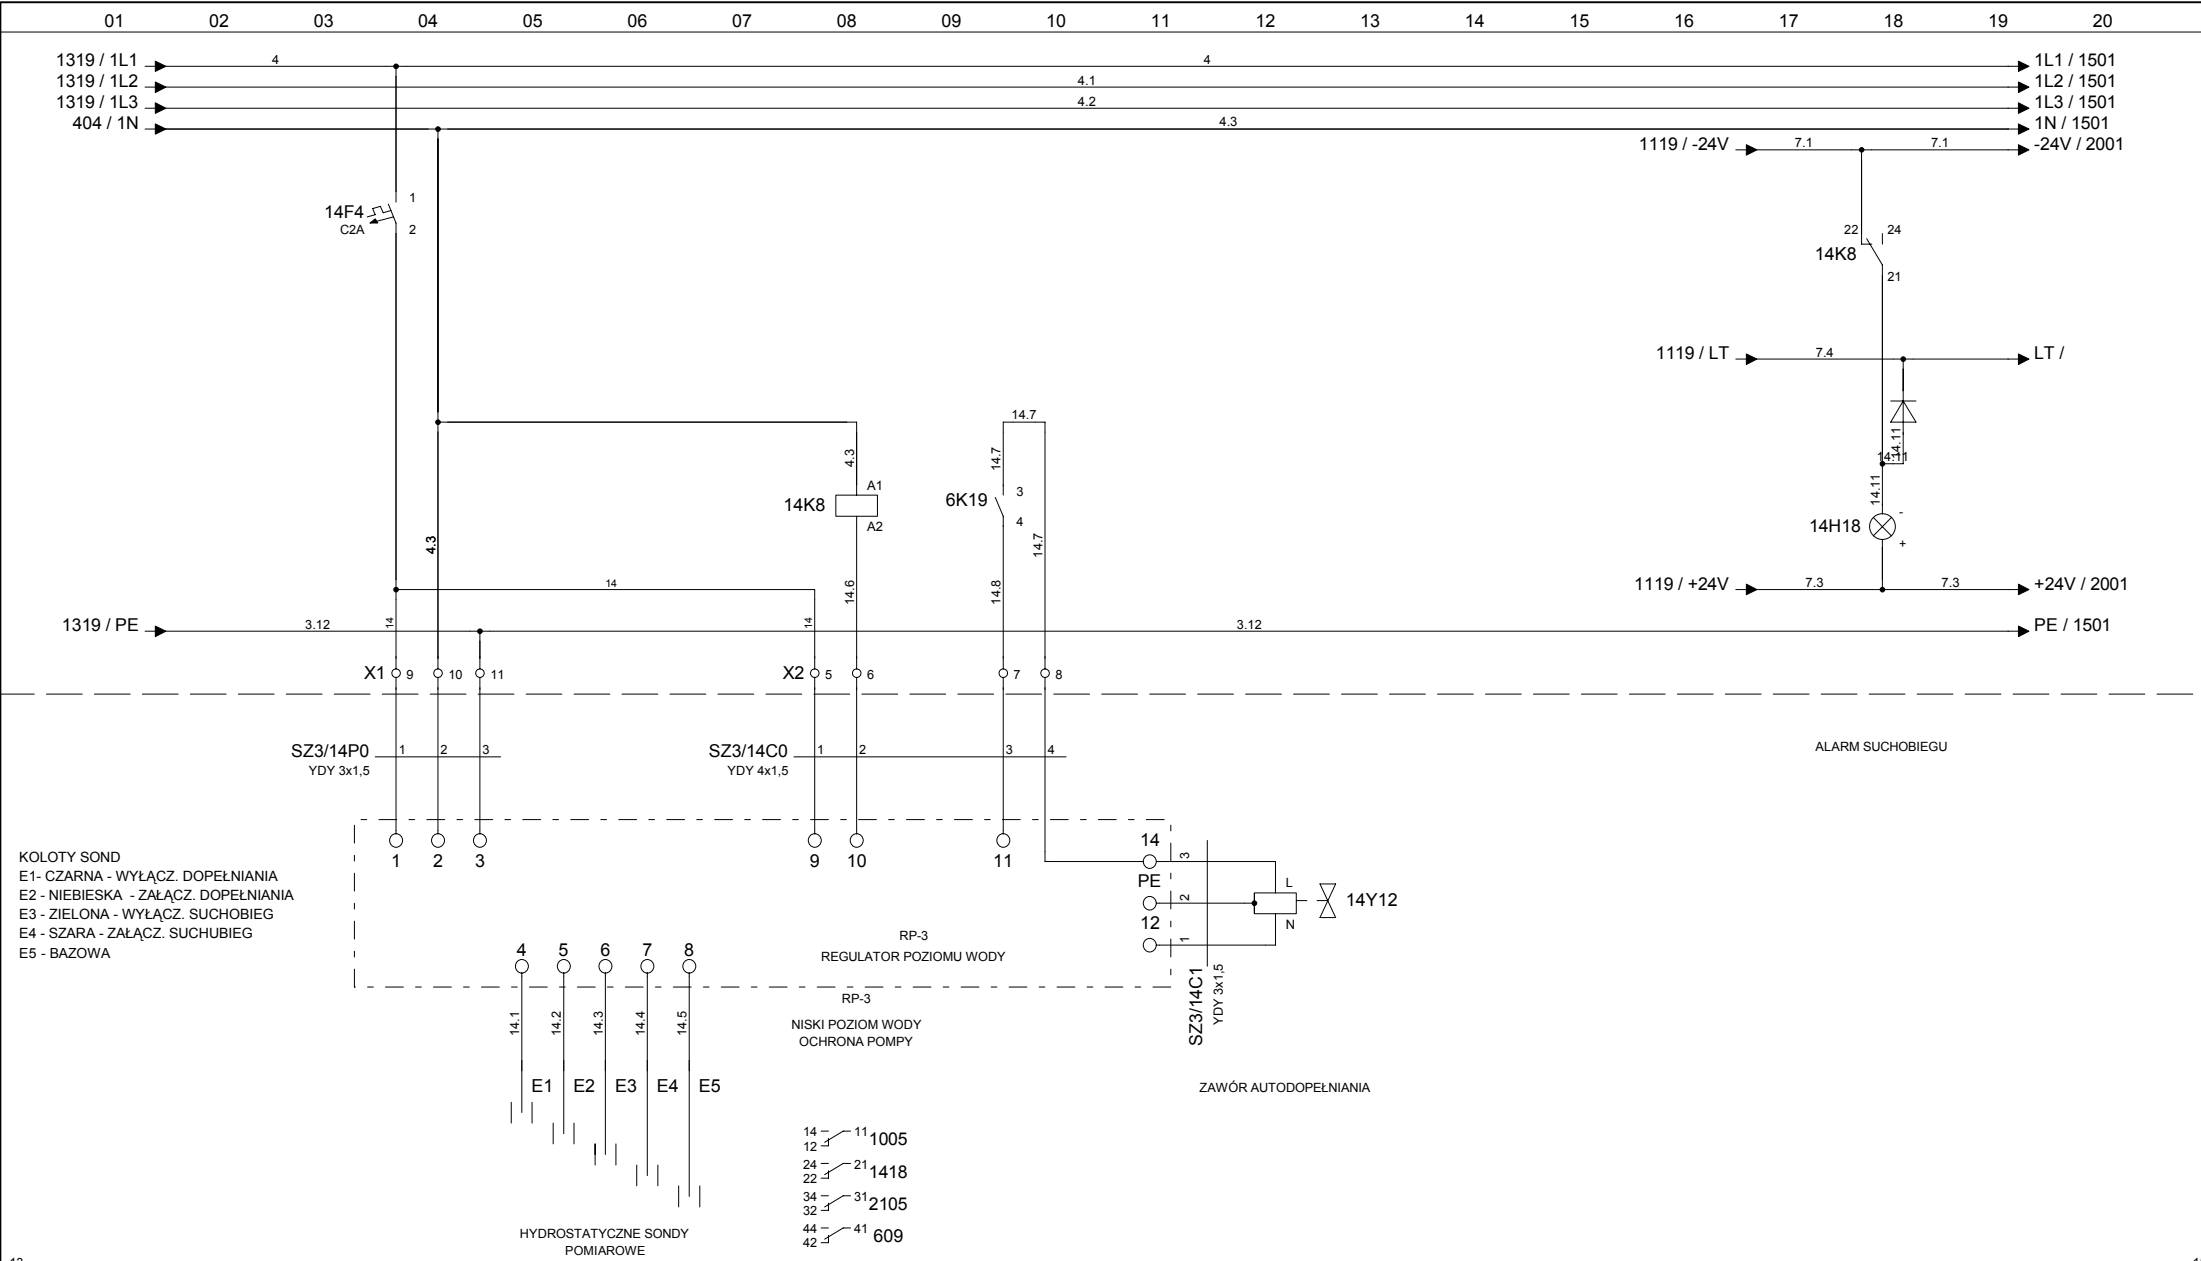 01 02 03 04 05 06 07 08 09 10 11 12 13 14 15 16 17 18 19 20
1319 / 1L1 4 4 1L1 / 1501
1319 / 1L2 4.1 1L2 / 1501
1319 / 1L3 4.2 1L3 / 1501
404 / 1N 4.3 1N / 1501
1119 / -24V 7.1 7.1 -24V / 2001
1
14F4
C2A 2
22 24
14K8
21
1119 / LT 7.4 LT /
14.7
4.3 14.7 14.11
14.11
A1
14K8
A2
6K19 3
4
14.11
14H18 -
+
4.3 14.7
14 14.6 14.8
1119 / +24V 7.3 7.3 +24V / 2001
1319 / PE 3.12 14 14 3.12 PE / 1501
X1 9 10 11 X2 5 6 7 8
SZ3/14P0 1 2 3
YDY 3x1,5
SZ3/14C0 1 2 3 4
YDY 4x1,5
ALARM SUCHOBIEGU
1 2 3 9 10 11
14 3
PE 2
12 1
L
N
14Y12
KOLOTY SOND
E1- CZARNA - WYŁĄCZ. DOPEŁNIANIA
E2 - NIEBIESKA - ZAŁĄCZ. DOPEŁNIANIA
E3 - ZIELONA - WYŁĄCZ. SUCHOBIEG
E4 - SZARA - ZAŁĄCZ. SUCHUBIEG
E5 - BAZOWA
RP-3
REGULATOR POZIOMU WODY
4 5 6 7 8
SZ3/14C1
YDY 3x1,5
RP-3
NISKI POZIOM WODY
OCHRONA POMPY
14.1 14.2 14.3 14.4 14.5
E1 E2 E3 E4 E5
ZAWÓR AUTODOPEŁNIANIA
14 11 1005
12
24 21 1418
22
34 31 2105
32
44 41 609
42
HYDROSTATYCZNE SONDY
POMIAROWE